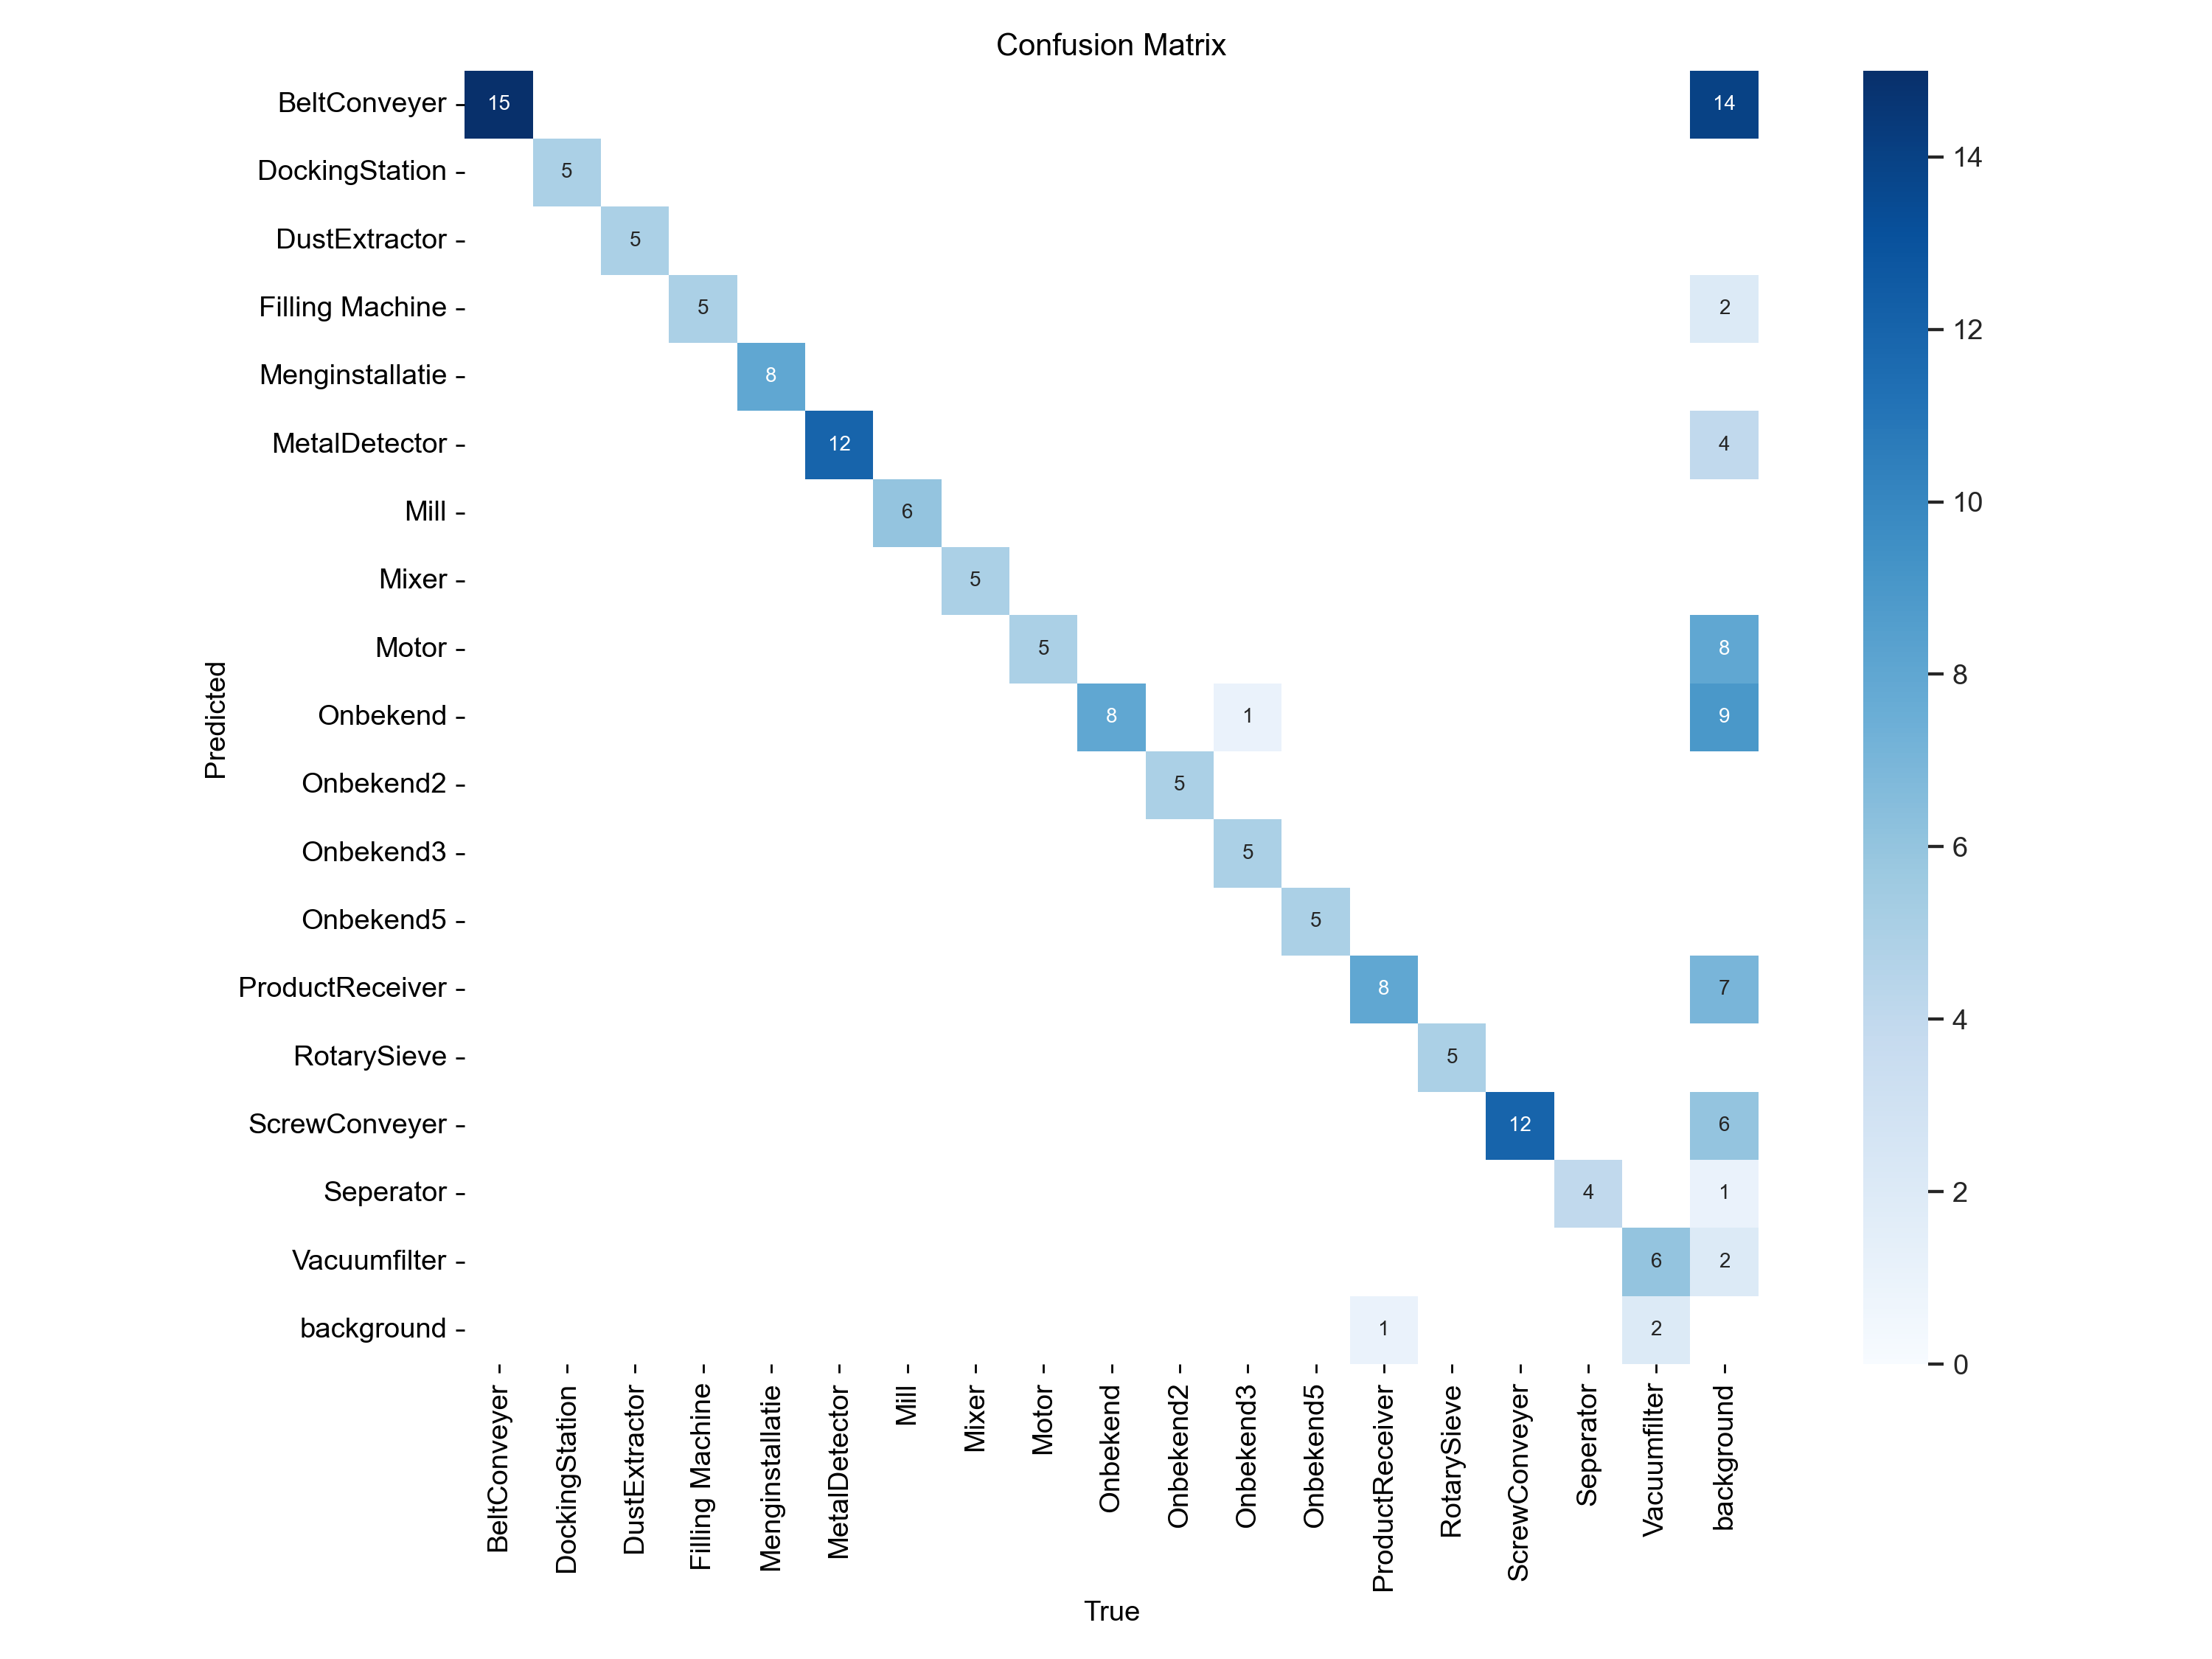 Confusion Matrix
Predicted
BeltConveyer 15 14
DockingStation 5
DustExtractor 5
Filling Machine 5 2
Menginstallatie 8
MetalDetector 12 4
Mill 6
Mixer 5
Motor 5 8
Onbekend 8 1 9
Onbekend2 5
Onbekend3 5
Onbekend5 5
ProductReceiver 8 7
RotarySieve 5
ScrewConveyer 12 6
Seperator 4 1
Vacuumfilter 6 2
background 1 2
BeltConveyer
DockingStation
DustExtractor
Filling Machine
Menginstallatie
MetalDetector
Mill
Mixer
Motor
Onbekend
Onbekend2
Onbekend3
Onbekend5
ProductReceiver
RotarySieve
ScrewConveyer
Seperator
Vacuumfilter
background
True
14
12
10
8
6
4
2
0